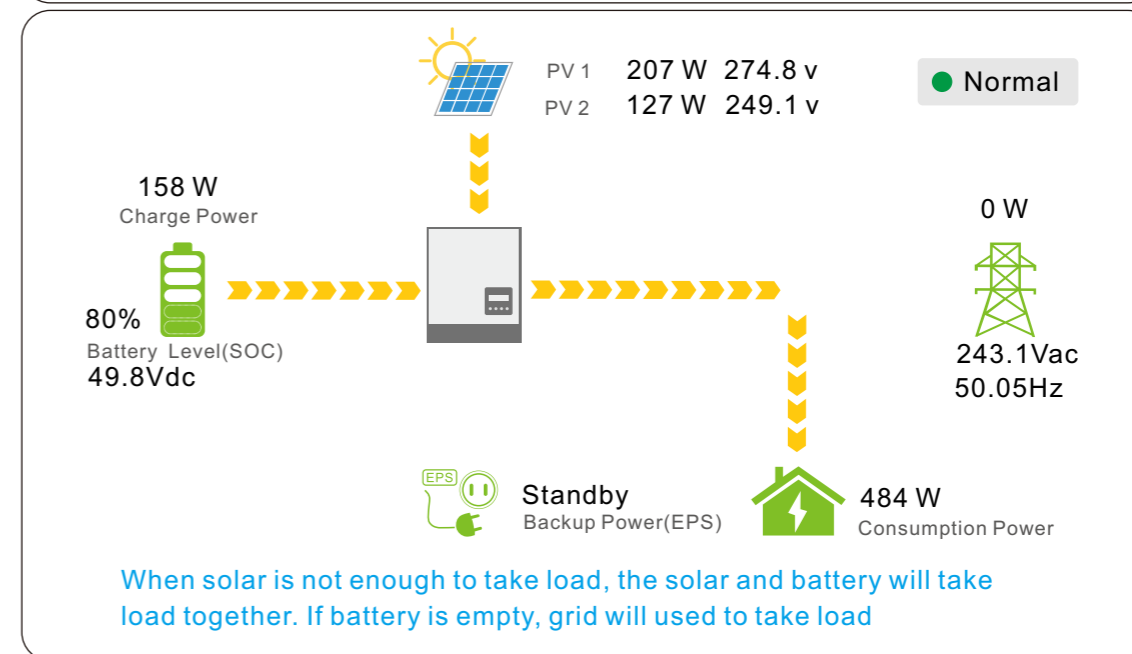 PV 1 207 W 274.8 v
PV 2 127 W 249.1 v
Normal
158 W
Charge Power
0 W
80%
Battery Level(SOC)
49.8Vdc
243.1Vac
50.05Hz
EPS
Standby
Backup Power(EPS)
484 W
Consumption Power
When solar is not enough to take load, the solar and battery will take
load together. If battery is empty, grid will used to take load